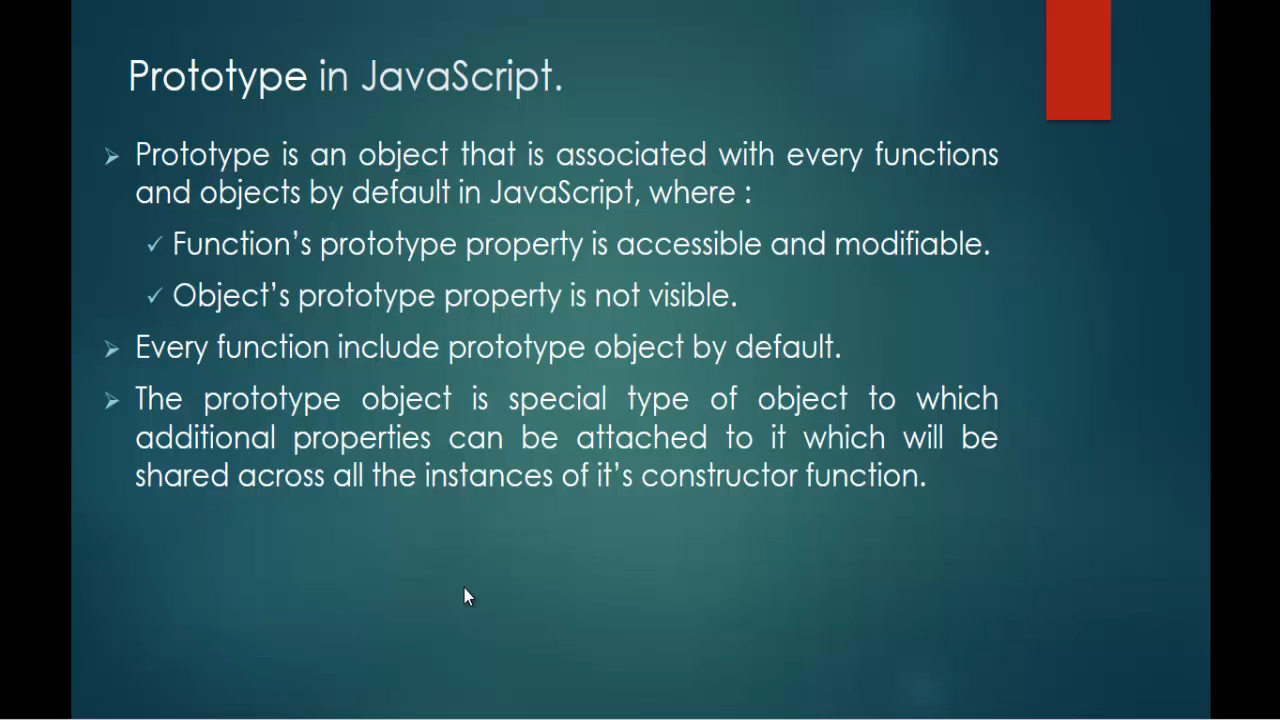 Prototype in JavaScript.
Prototype is an object that is associated with every functions
and objects by default in JavaScript, where :
Function's prototype property is accessible and modifiable.
Object's prototype property is not visible.
Every function include prototype object by default.
The prototype object is special type of object to which
additional properties can be attached to it which will be
shared across all the instances of it's constructor function.